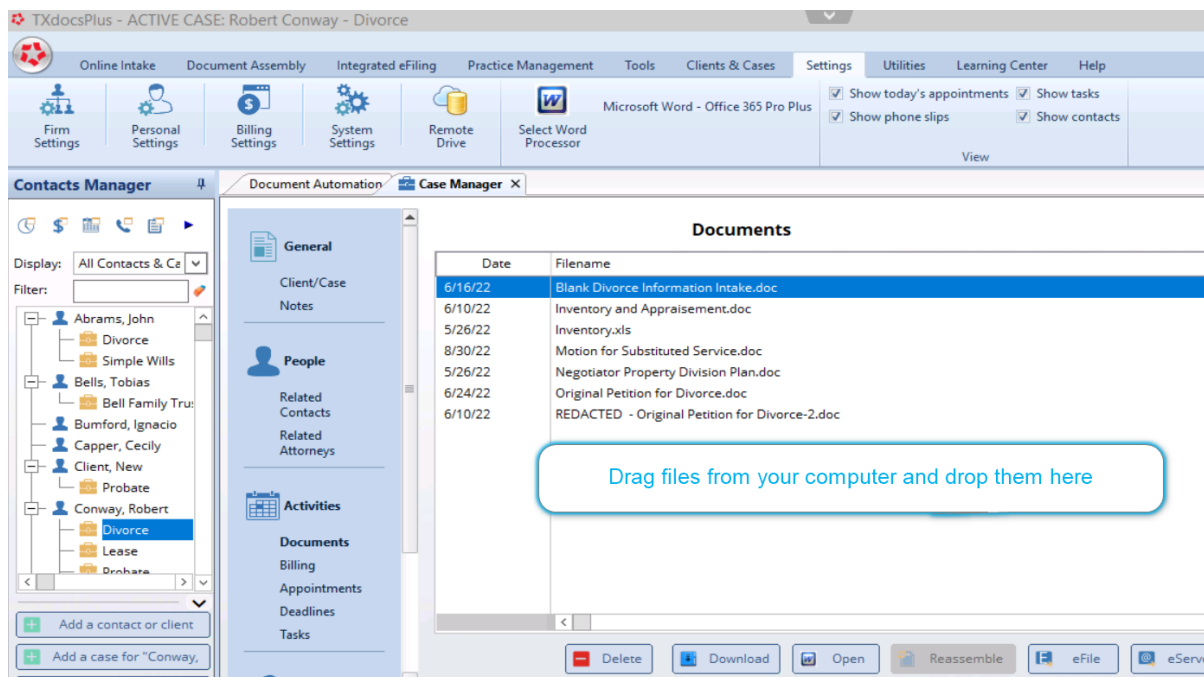 TXdocsPlus - ACTIVE CASE: Robert Conway - Divorce
Online Intake Document Assembly Integrated eFiling Practice Management Tools Clients & Cases Settings Utilities Learning Center Help
Firm Settings
Personal Settings
Billing Settings
System Settings
Remote Drive
Select Word Processor
Microsoft Word - Office 365 Pro Plus
Show today's appointments Show tasks
Show phone slips Show contacts
View
Contacts Manager
Document Automation Case Manager
Display: All Contacts & Ca
Filter:
Abrams, John
Divorce
Simple Wills
Bells, Tobias
Bell Family Tru
Bumford, Ignacio
Capper, Cecily
Client, New
Probate
Conway, Robert
Divorce
Lease
Probate
Add a contact or client
Add a case for "Conway,
General
Client/Case
Notes
People
Related
Contacts
Related
Attorneys
Activities
Documents
Billing
Appointments
Deadlines
Tasks
Documents
Date Filename
6/16/22 Blank Divorce Information Intake.doc
6/10/22 Inventory and Appraisement.doc
5/26/22 Inventory.xls
8/30/22 Motion for Substituted Service.doc
5/26/22 Negotiator Property Division Plan.doc
6/24/22 Original Petition for Divorce.doc
6/10/22 REDACTED - Original Petition for Divorce-2.doc
Drag files from your computer and drop them here
Delete Download Open Reassemble eFile eServ